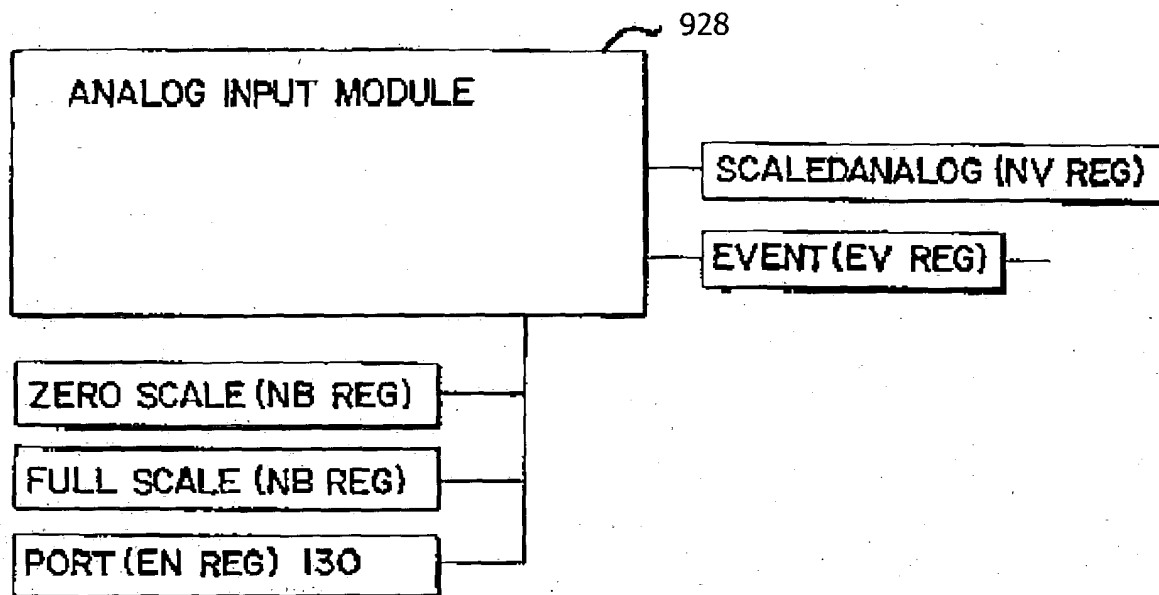 928
ANALOG INPUT MODULE
SCALEDANALOG (NV REG)
EVENT (EV REG)
ZERO SCALE (NB REG)
FULL SCALE (NB REG)
PORT (EN REG) 130